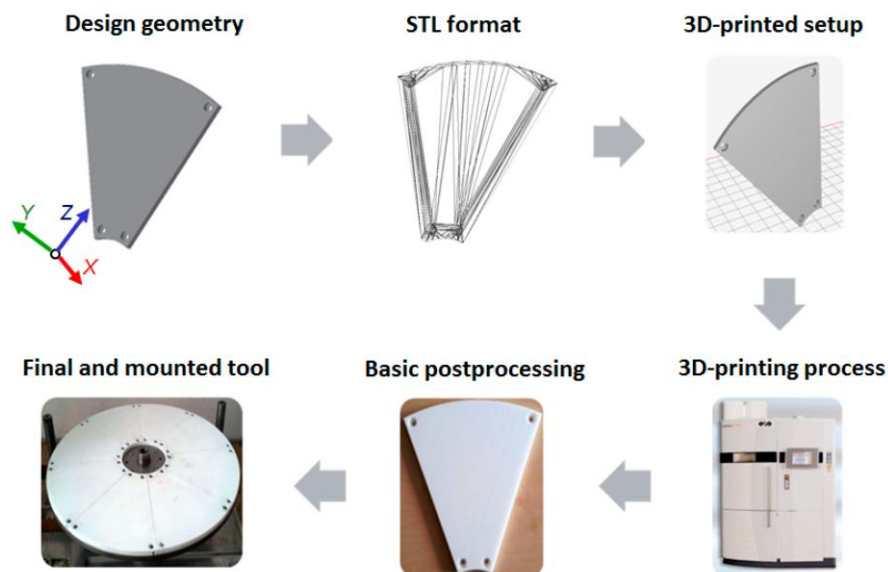 Design geometry
STL format
3D-printed setup
Y
Z
X
3D-printing process
Basic postprocessing
Final and mounted tool